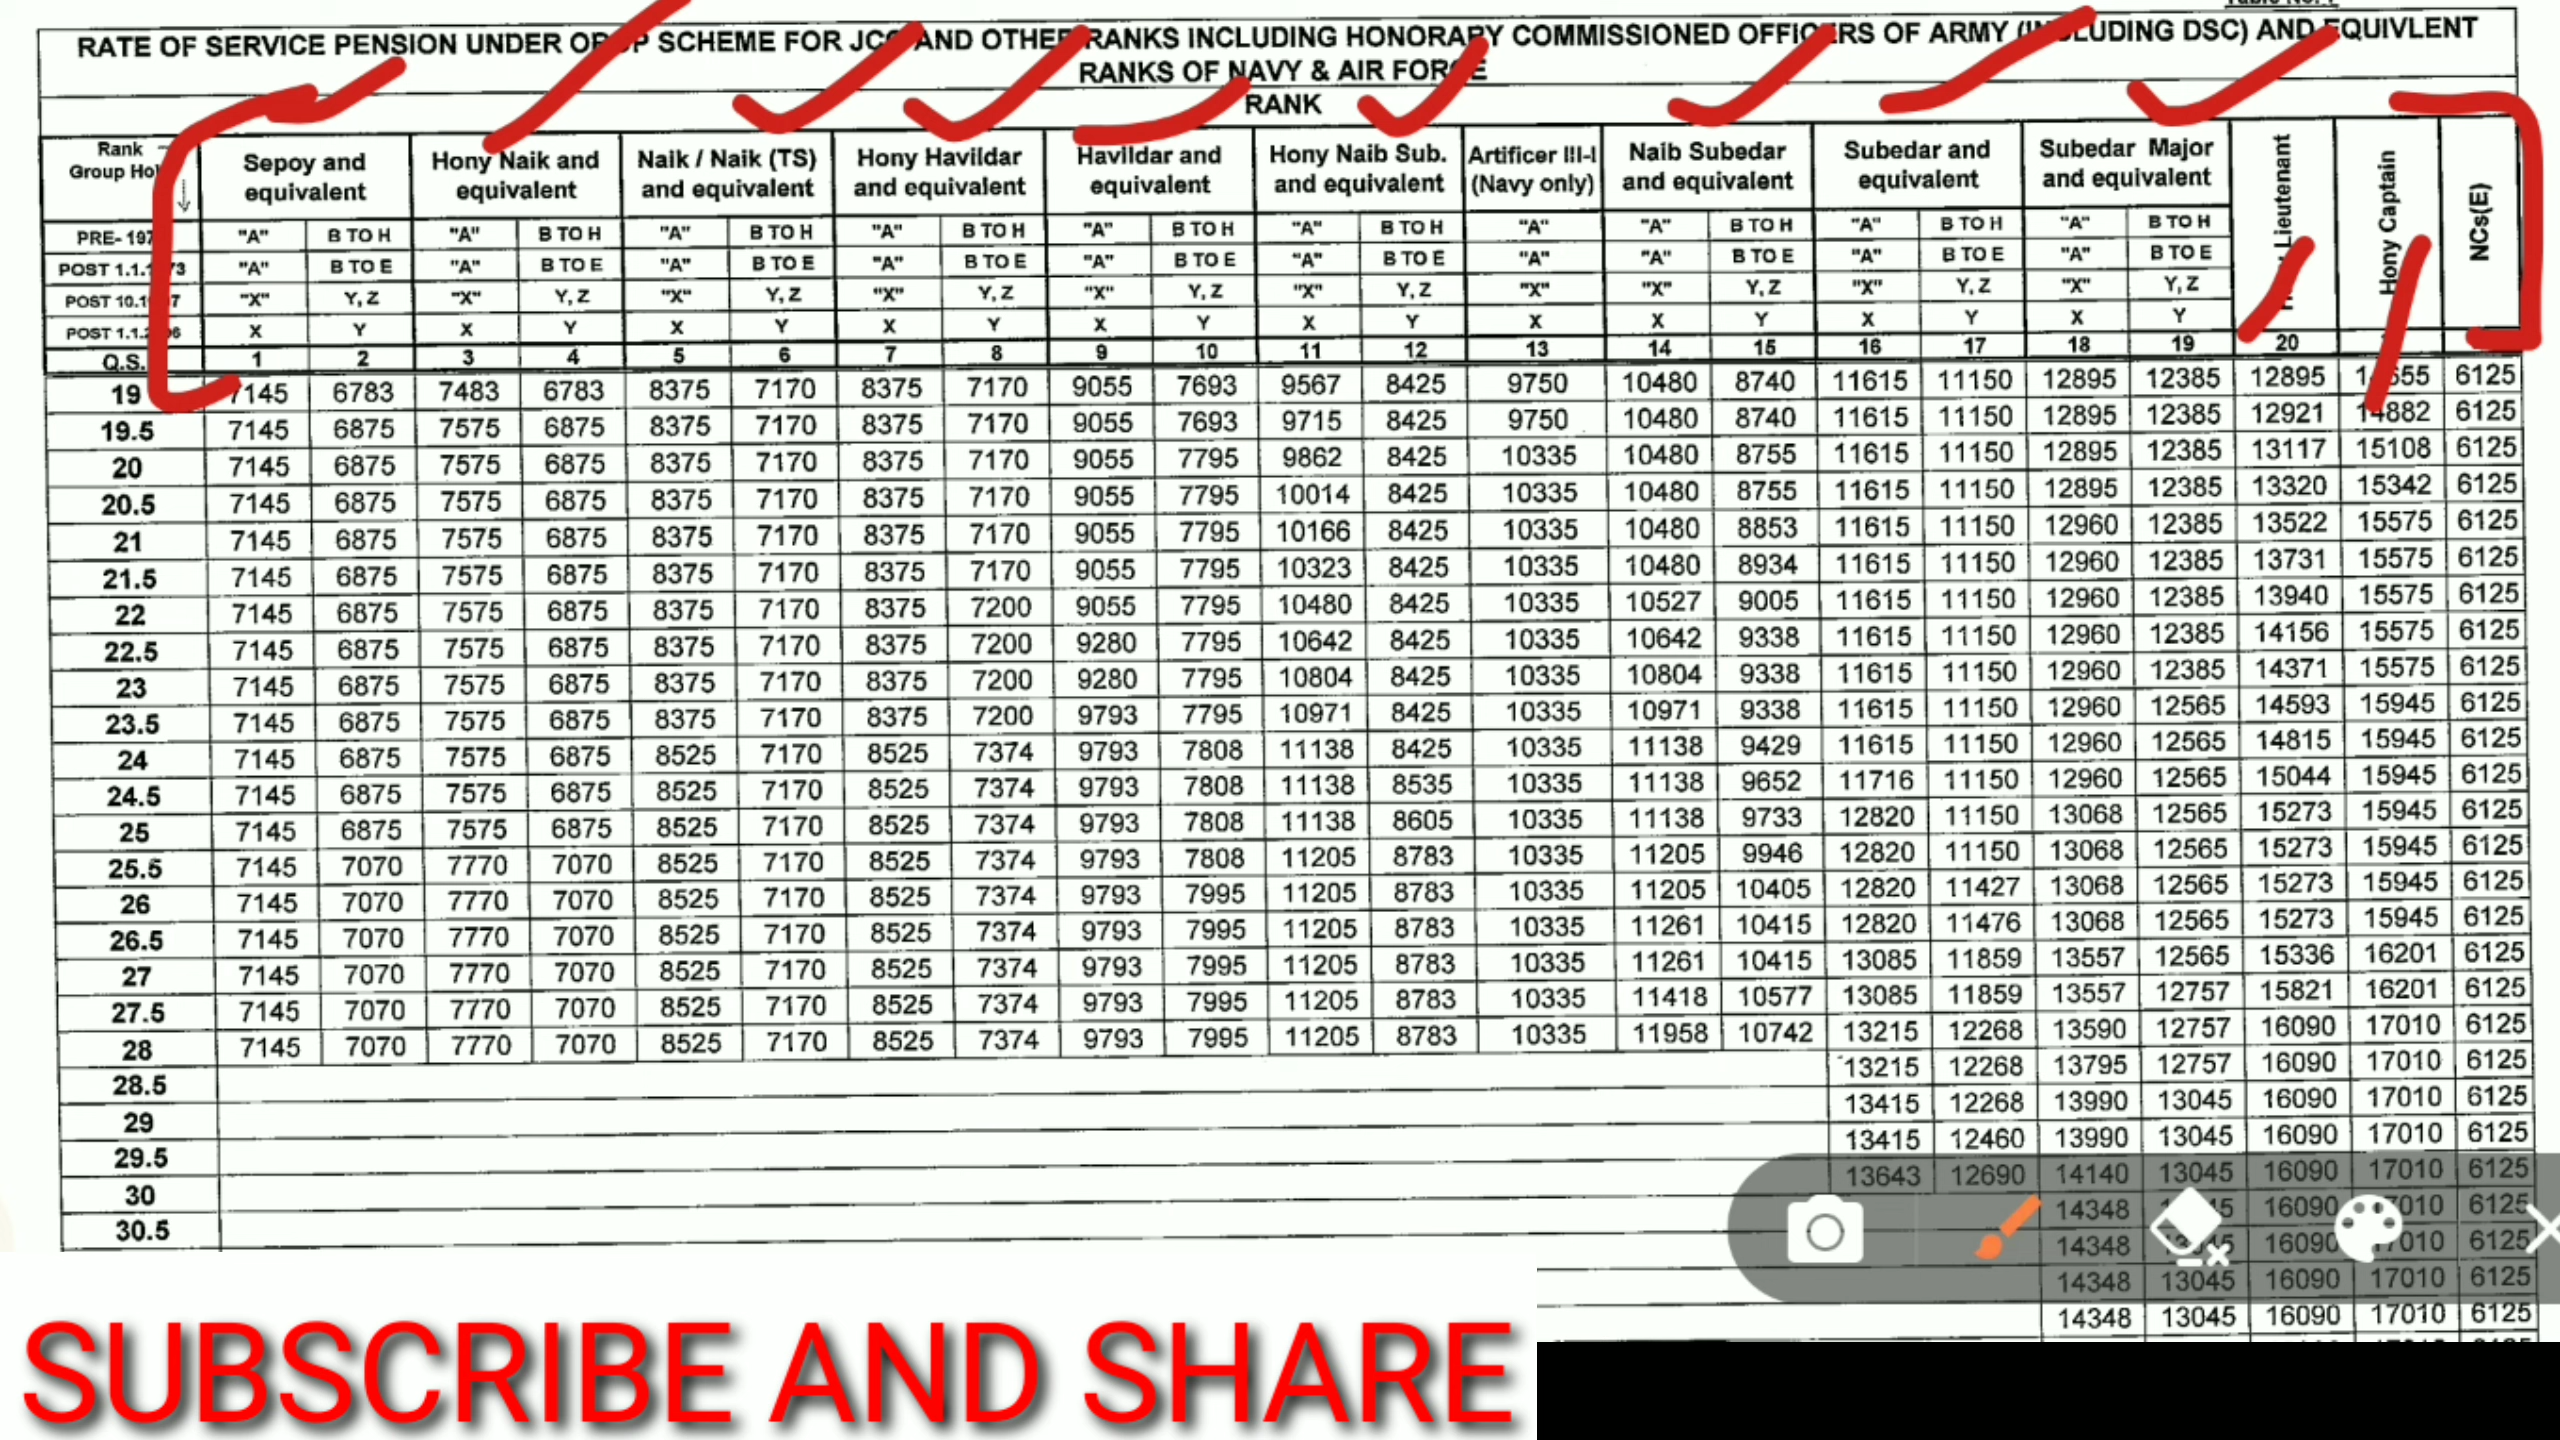 RATE OF SERVICE PENSION UNDER OROP SCHEME FOR JCO AND OTHER RANKS INCLUDING HONORARY COMMISSIONED OFFICERS OF ARMY (INCLUDING DSC) AND EQUIVLENT
RANKS OF NAVY & AIR FORCE
RANK
Rank Group Sepoy and equivalent Hony Naik and equivalent Naik / Naik (TS) and equivalent Hony Havildar and equivalent Havildar and equivalent Hony Naib Sub. and equivalent Artificer III-I (Navy only) Naib Subedar and equivalent Subedar and equivalent Subedar Major and equivalent Lieutenant Hony Captain NCs(E)
PRE- "A" B TO H "A" B TO H "A" B TO H "A" B TO H "A" B TO H "A" B TO H "A" "A" B TO H "A" B TO H "A" B TO H
POST "A" B TO E "A" B TO E "A" B TO E "A" B TO E "A" B TO E "A" B TO E "A" "A" B TO E "A" B TO E "A" B TO E
POST "X" Y, Z "X" Y, Z "X" Y, Z "X" Y, Z "X" Y, Z "X" Y, Z "X" "X" Y, Z "X" Y, Z "X" Y, Z
POST X Y X Y X Y X Y X Y X Y X X Y X Y X Y
Q.S. 1 2 3 4 5 6 7 8 9 10 11 12 13 14 15 16 17 18 19 20
19 7145 6783 7483 6783 8375 7170 8375 7170 9055 7693 9567 8425 9750 10480 8740 11615 11150 12895 12385 12895 6125
19.5 7145 6875 7575 6875 8375 7170 8375 7170 9055 7693 9715 8425 9750 10480 8740 11615 11150 12895 12385 12921 14882 6125
20 7145 6875 7575 6875 8375 7170 8375 7170 9055 7795 9862 8425 10335 10480 8755 11615 11150 12895 12385 13117 15108 6125
20.5 7145 6875 7575 6875 8375 7170 8375 7170 9055 7795 10014 8425 10335 10480 8755 11615 11150 12895 12385 13320 15342 6125
21 7145 6875 7575 6875 8375 7170 8375 7170 9055 7795 10166 8425 10335 10480 8853 11615 11150 12960 12385 13522 15575 6125
21.5 7145 6875 7575 6875 8375 7170 8375 7170 9055 7795 10323 8425 10335 10480 8934 11615 11150 12960 12385 13731 15575 6125
22 7145 6875 7575 6875 8375 7170 8375 7200 9055 7795 10480 8425 10335 10527 9005 11615 11150 12960 12385 13940 15575 6125
22.5 7145 6875 7575 6875 8375 7170 8375 7200 9280 7795 10642 8425 10335 10642 9338 11615 11150 12960 12385 14156 15575 6125
23 7145 6875 7575 6875 8375 7170 8375 7200 9280 7795 10804 8425 10335 10804 9338 11615 11150 12960 12385 14371 15575 6125
23.5 7145 6875 7575 6875 8375 7170 8375 7200 9793 7795 10971 8425 10335 10971 9338 11615 11150 12960 12565 14593 15945 6125
24 7145 6875 7575 6875 8525 7170 8525 7374 9793 7808 11138 8425 10335 11138 9429 11615 11150 12960 12565 14815 15945 6125
24.5 7145 6875 7575 6875 8525 7170 8525 7374 9793 7808 11138 8535 10335 11138 9652 11716 11150 12960 12565 15044 15945 6125
25 7145 6875 7575 6875 8525 7170 8525 7374 9793 7808 11138 8605 10335 11138 9733 12820 11150 13068 12565 15273 15945 6125
25.5 7145 7070 7770 7070 8525 7170 8525 7374 9793 7808 11205 8783 10335 11205 9946 12820 11150 13068 12565 15273 15945 6125
26 7145 7070 7770 7070 8525 7170 8525 7374 9793 7995 11205 8783 10335 11205 10405 12820 11427 13068 12565 15273 15945 6125
26.5 7145 7070 7770 7070 8525 7170 8525 7374 9793 7995 11205 8783 10335 11261 10415 12820 11476 13068 12565 15273 15945 6125
27 7145 7070 7770 7070 8525 7170 8525 7374 9793 7995 11205 8783 10335 11261 10415 13085 11859 13557 12565 15336 16201 6125
27.5 7145 7070 7770 7070 8525 7170 8525 7374 9793 7995 11205 8783 10335 11418 10577 13085 11859 13557 12757 15821 16201 6125
28 7145 7070 7770 7070 8525 7170 8525 7374 9793 7995 11205 8783 10335 11958 10742 13215 12268 13590 12757 16090 17010 6125
28.5 13215 12268 13795 12757 16090 17010 6125
29 13415 12268 13990 13045 16090 17010 6125
29.5 13415 12460 13990 13045 16090 17010 6125
30 13643 12690 14140 13045 16090 17010 6125
30.5 14348 16090 6125
14348 16090 6125
14348 13045 16090 17010 6125
14348 13045 16090 17010 6125
SUBSCRIBE AND SHARE